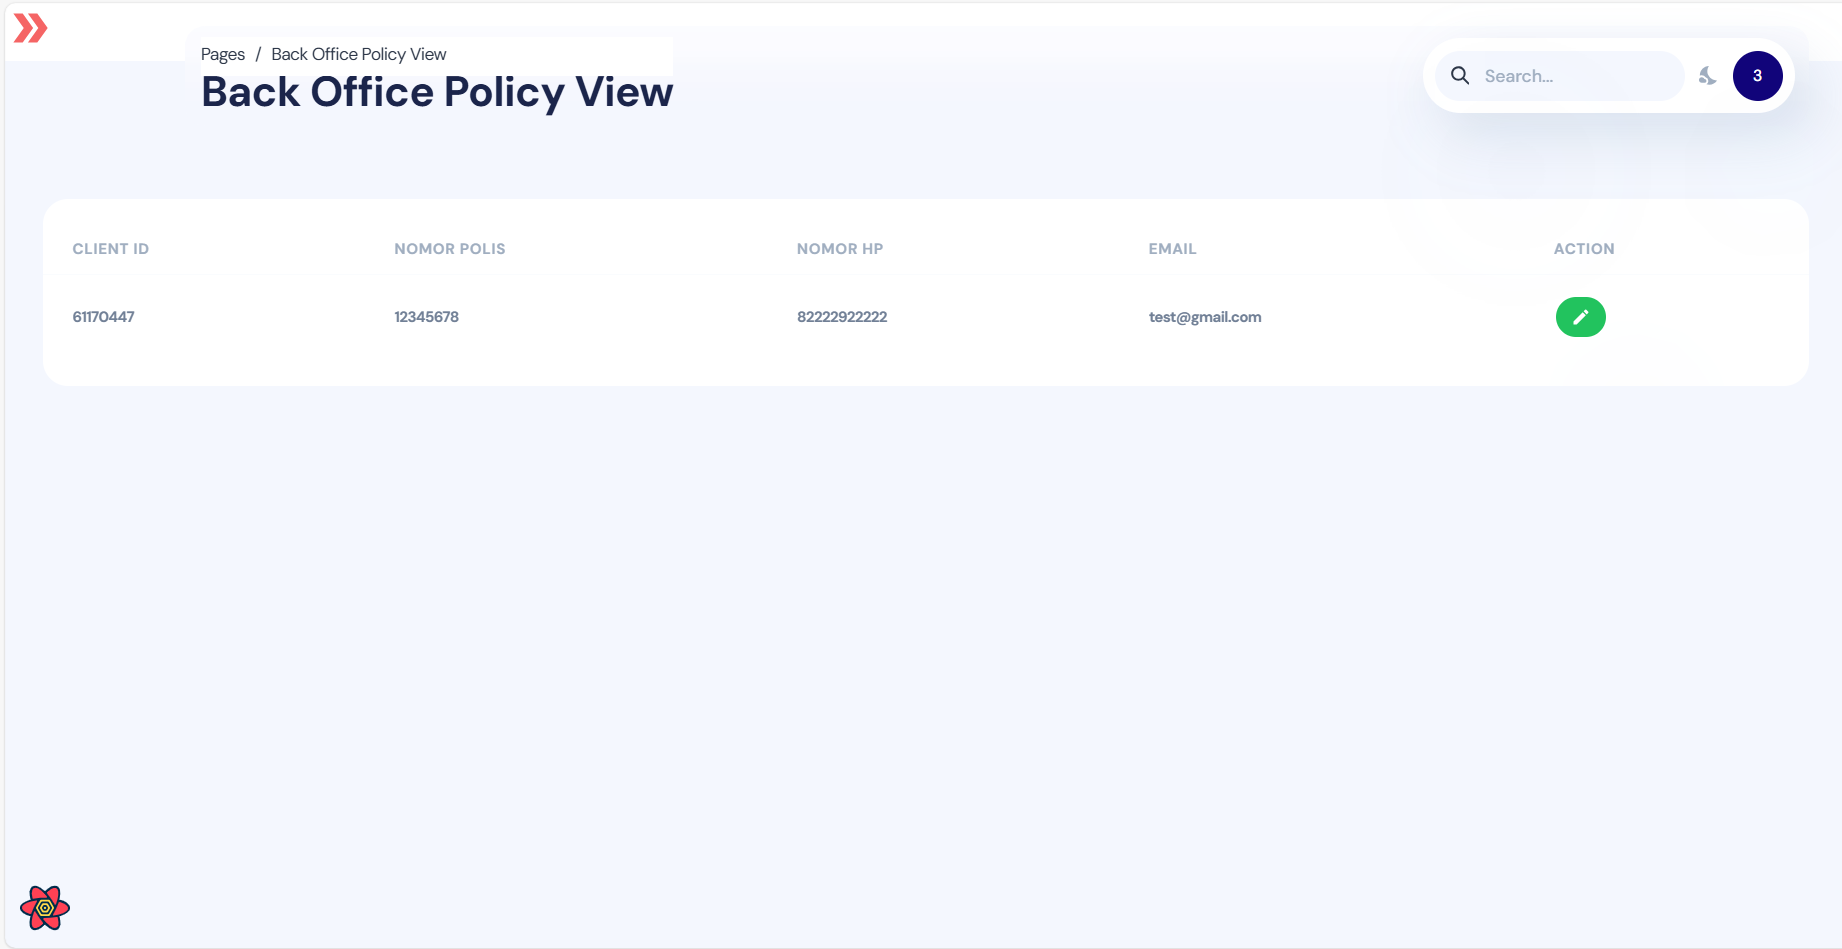 Pages / Back Office Policy View
Back Office Policy View
Search...
3
CLIENT ID NOMOR POLIS NOMOR HP EMAIL ACTION
61170447 12345678 82222922222 test@gmail.com